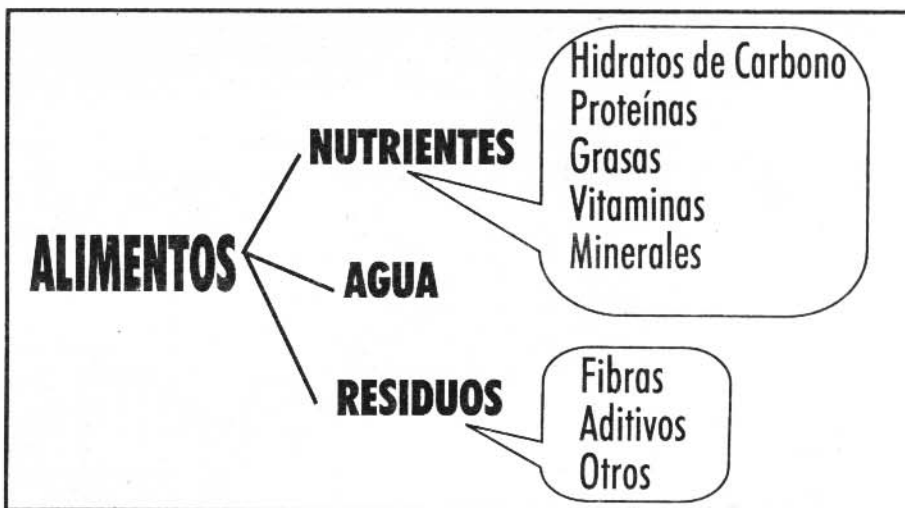 ALIMENTOS
NUTRIENTES
Hidratos de Carbono
Proteínas
Grasas
Vitaminas
Minerales
AGUA
RESIDUOS
Fibras
Aditivos
Otros